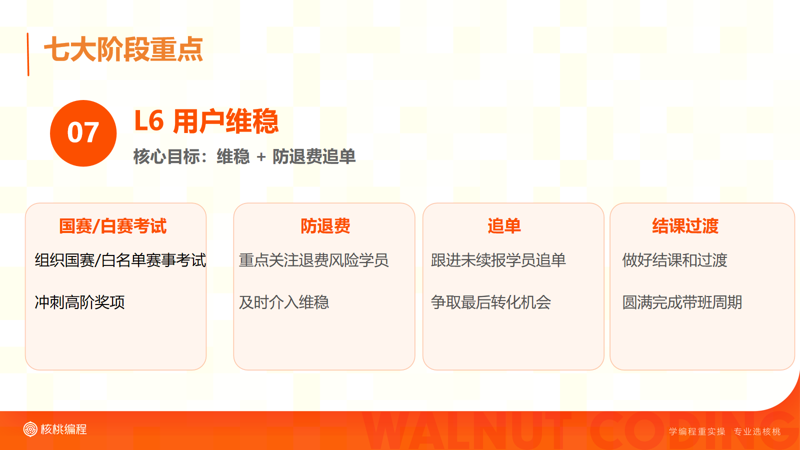 七大阶段重点
07
L6 用户维稳
核心目标：维稳 + 防退费追单
国赛/白赛考试
组织国赛/白名单赛事考试
冲刺高阶奖项
防退费
重点关注退费风险学员
及时介入维稳
追单
跟进未续报学员追单
争取最后转化机会
结课过渡
做好结课和过渡
圆满完成带班周期
核桃编程
WALNUT CODING
学编程重实操 专业选核桃